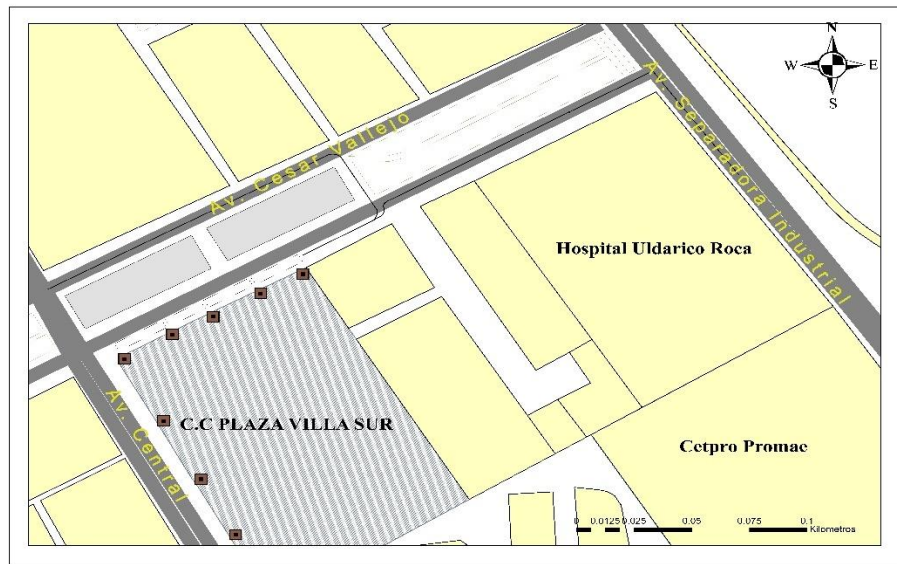 N
W E
S
Av. Cesar Vallejo
Av. Separadora Industrial
Hospital Uldarico Roca
C.C PLAZA VILLA SUR
Av. Central
Cetpro Promae
0 0.0125 0.025 0.05 0.075 0.1
Kilometros